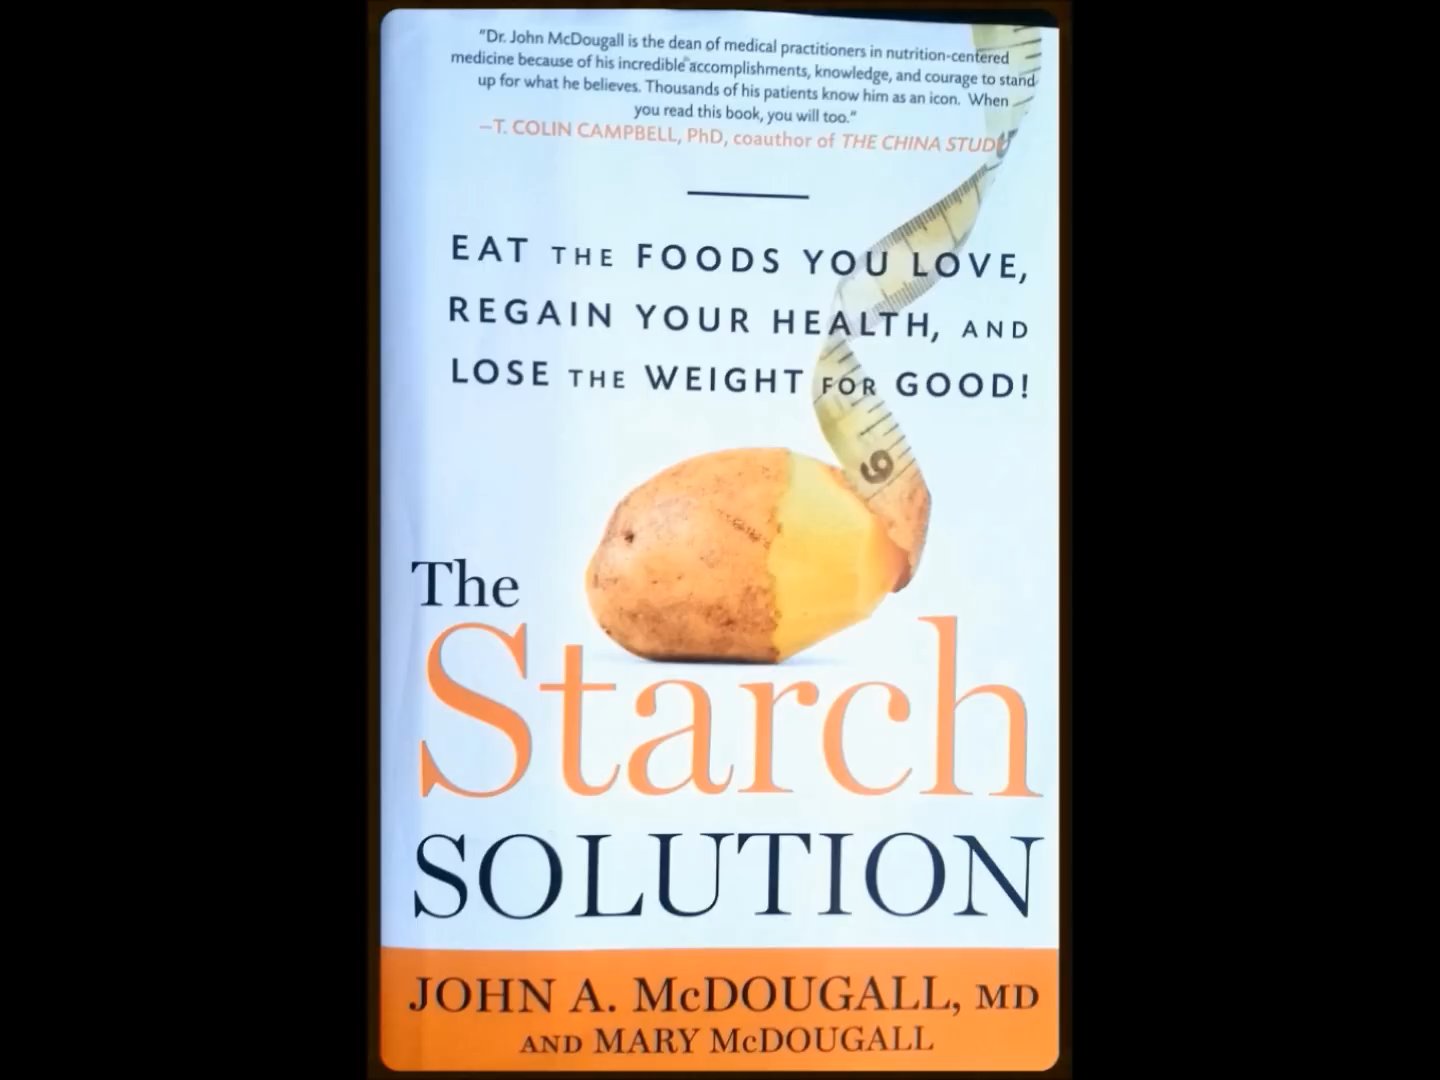 "Dr. John McDougall is the dean of medical practitioners in nutrition-centered
medicine because of his incredible accomplishments, knowledge, and courage to stand
up for what he believes. Thousands of his patients know him as an icon. When
you read this book, you will too."
—T. COLIN CAMPBELL, PhD, coauthor of THE CHINA STUDY
EAT THE FOODS YOU LOVE,
REGAIN YOUR HEALTH, AND
LOSE THE WEIGHT FOR GOOD!
9
The
Starch
SOLUTION
JOHN A. McDOUGALL, MD
AND MARY McDOUGALL